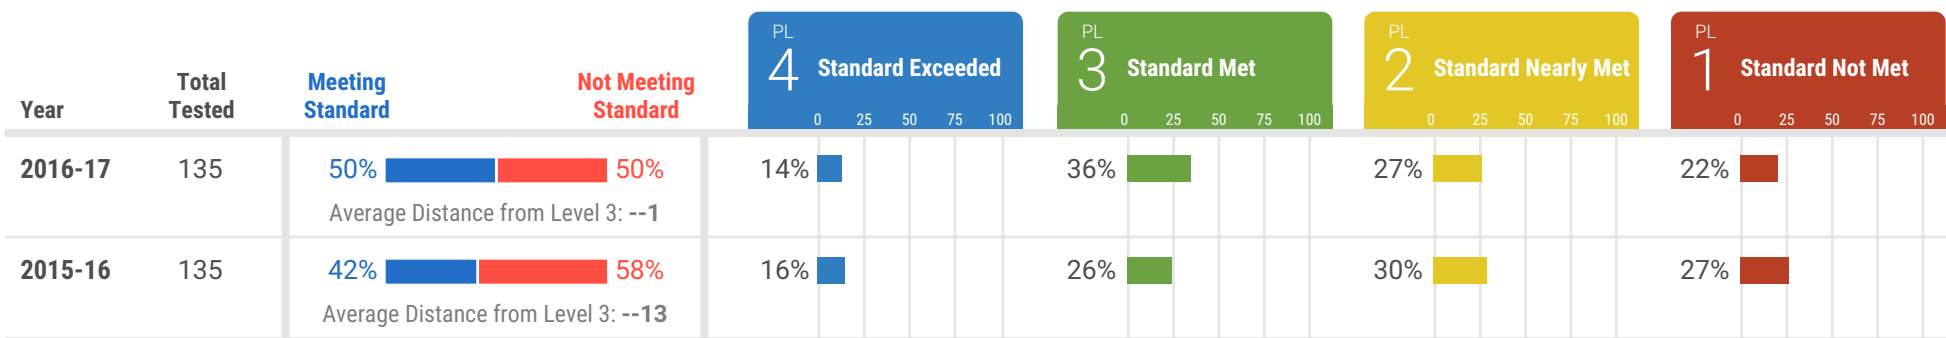 PL PL PL PL
4 Standard Exceeded 3 Standard Met 2 Standard Nearly Met 1 Standard Not Met
Year Total Tested Meeting Standard Not Meeting Standard
0 25 50 75 100 0 25 50 75 100 0 25 50 75 100 0 25 50 75 100
2016-17 135 50% 50% 14% 36% 27% 22%
Average Distance from Level 3: --1
2015-16 135 42% 58% 16% 26% 30% 27%
Average Distance from Level 3: --13